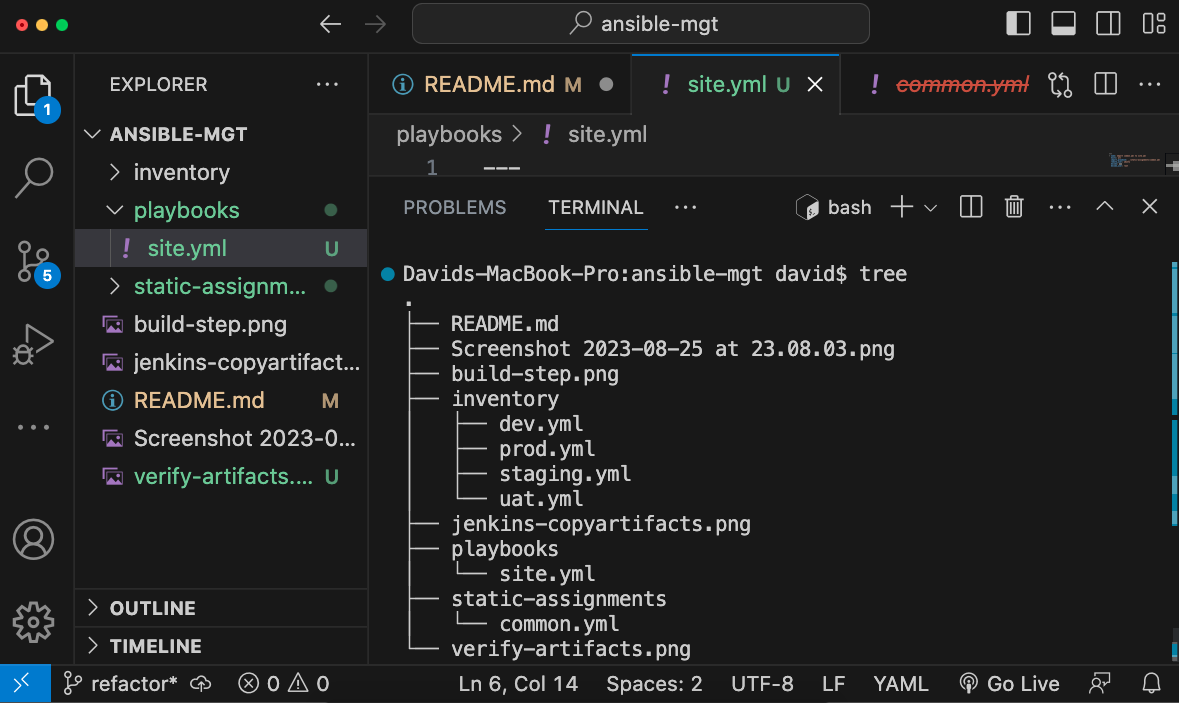 ansible-mgt
EXPLORER
ANSIBLE-MGT
inventory
playbooks
! site.yml U
static-assignm...
build-step.png
jenkins-copyartifact...
README.md M
Screenshot 2023-0...
verify-artifacts.... U
OUTLINE
TIMELINE
1
5
README.md M
! site.yml U
! common.yml
playbooks > ! site.yml
1 ---
PROBLEMS TERMINAL ... bash
Davids-MacBook-Pro:ansible-mgt david$ tree
.
├── README.md
├── Screenshot 2023-08-25 at 23.08.03.png
├── build-step.png
├── inventory
│   ├── dev.yml
│   ├── prod.yml
│   ├── staging.yml
│   └── uat.yml
├── jenkins-copyartifacts.png
├── playbooks
│   └── site.yml
├── static-assignments
│   └── common.yml
└── verify-artifacts.png
refactor* 0 0 Ln 6, Col 14 Spaces: 2 UTF-8 LF YAML Go Live